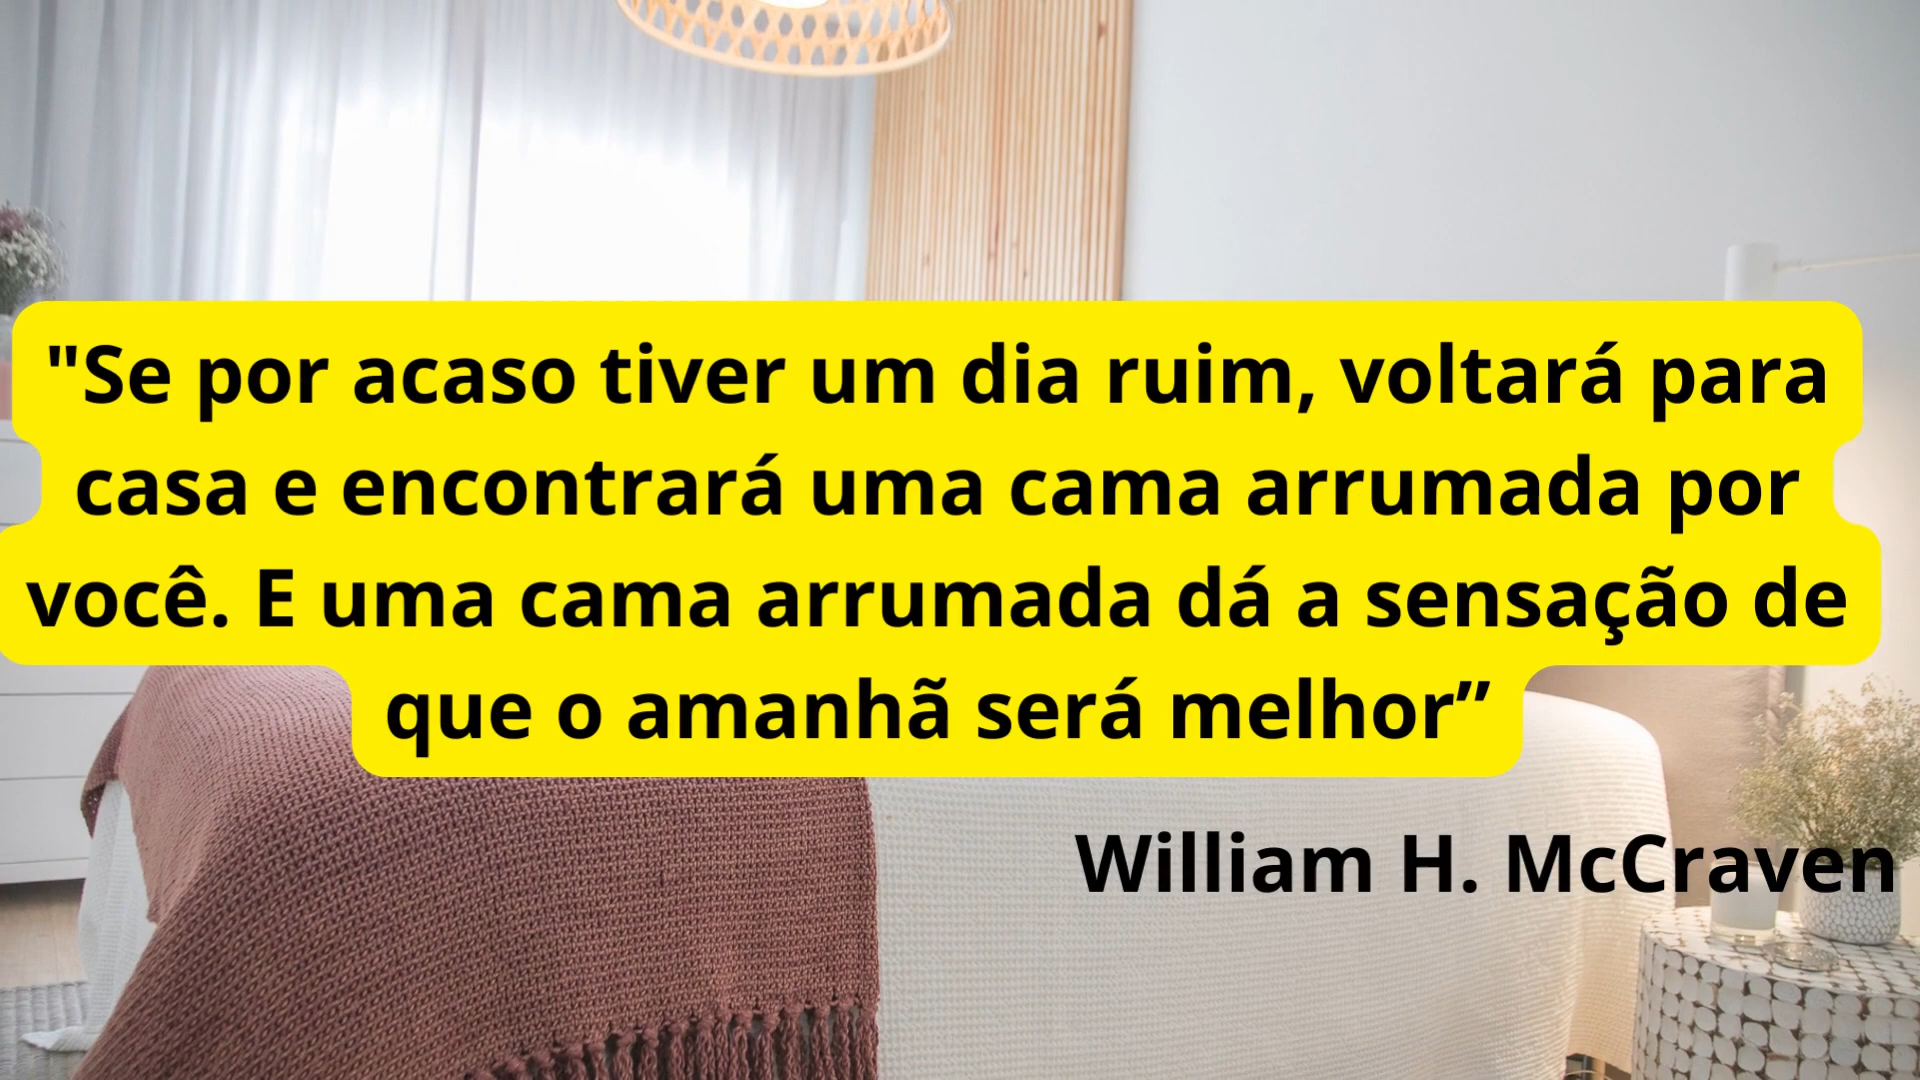 "Se por acaso tiver um dia ruim, voltará para
casa e encontrará uma cama arrumada por
você. E uma cama arrumada dá a sensação de
que o amanhã será melhor”
William H. McCraven